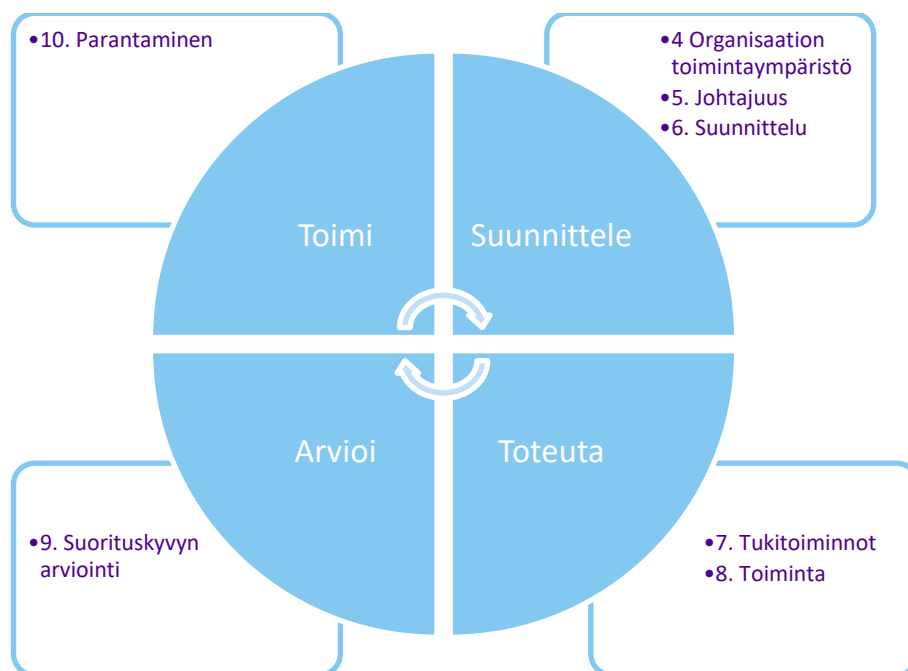 •10. Parantaminen
•4 Organisaation
toimintaympäristö
•5. Johtajuus
•6. Suunnittelu
Toimi
Suunnittele
Arvioi
Toteuta
•9. Suorituskyvyn
arviointi
•7. Tukitoiminnot
•8. Toiminta